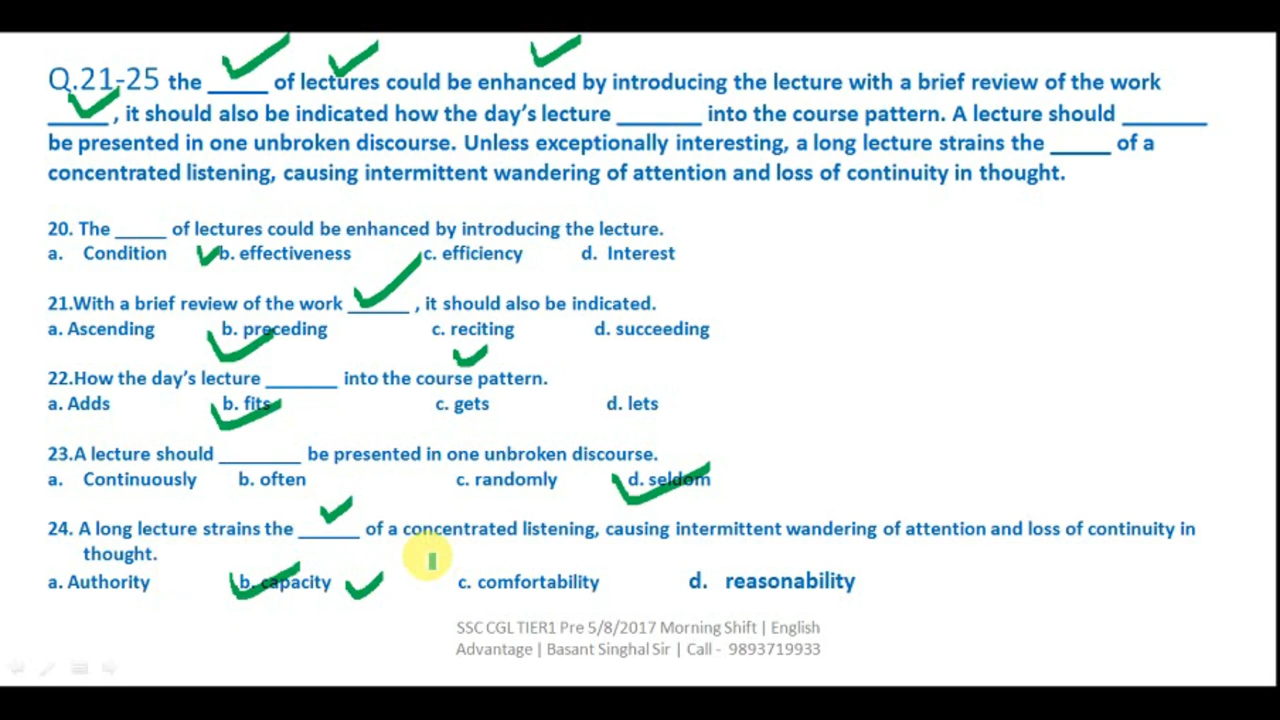 Q.21-25 the _____ of lectures could be enhanced by introducing the lecture with a brief review of the work
_____ , it should also be indicated how the day's lecture _______ into the course pattern. A lecture should _______
be presented in one unbroken discourse. Unless exceptionally interesting, a long lecture strains the _____ of a
concentrated listening, causing intermittent wandering of attention and loss of continuity in thought.
20. The _____ of lectures could be enhanced by introducing the lecture.
a. Condition b. effectiveness c. efficiency d. Interest
21.With a brief review of the work ______ , it should also be indicated.
a. Ascending b. preceding c. reciting d. succeeding
22.How the day's lecture _______ into the course pattern.
a. Adds b. fits c. gets d. lets
23.A lecture should ________ be presented in one unbroken discourse.
a. Continuously b. often c. randomly d. seldom
24. A long lecture strains the ______ of a concentrated listening, causing intermittent wandering of attention and loss of continuity in
thought.
a. Authority b. capacity c. comfortability d. reasonability
SSC CGL TIER1 Pre 5/8/2017 Morning Shift | English
Advantage | Basant Singhal Sir | Call - 9893719933